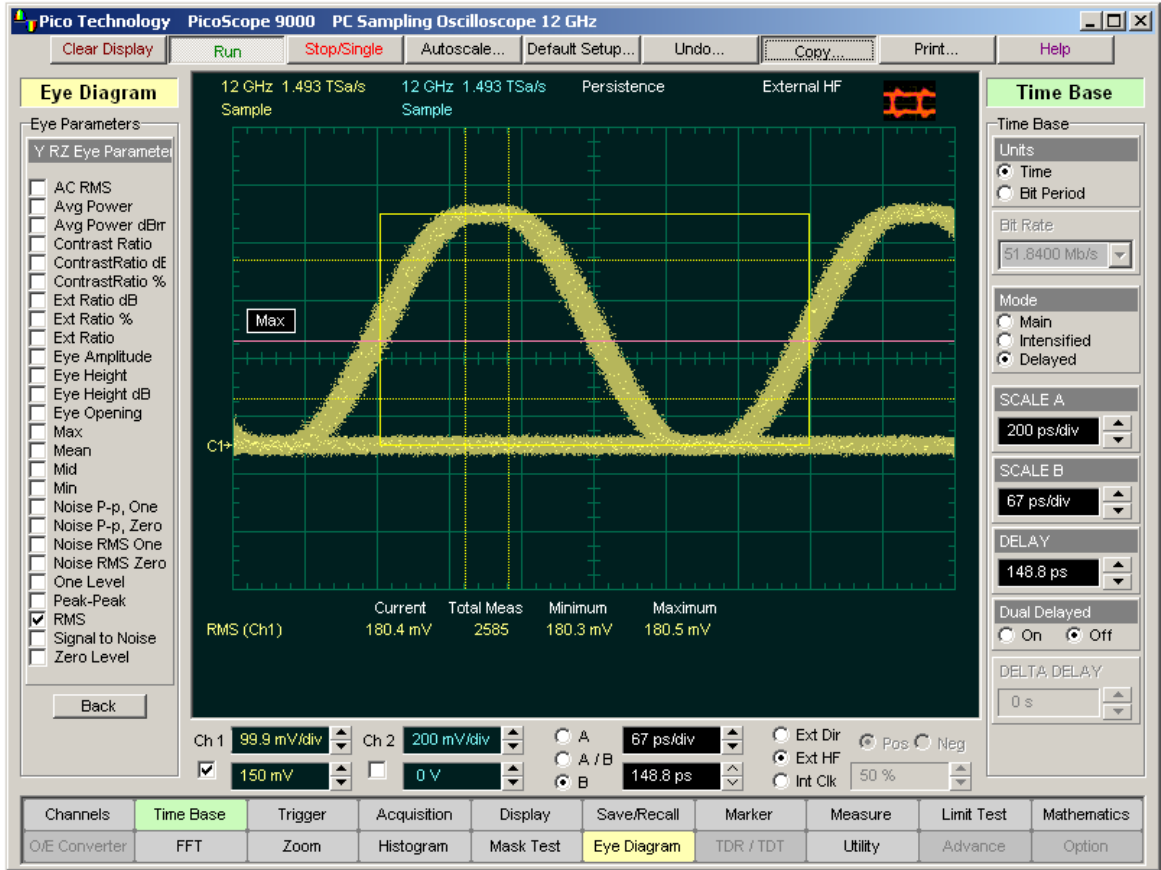 Pico Technology PicoScope 9000 PC Sampling Oscilloscope 12 GHz
Clear Display Run Stop/Single Autoscale... Default Setup... Undo... Copy..... Print... Help
Eye Diagram
Eye Parameters
Y RZ Eye Parameter
AC RMS
Avg Power
Avg Power dBm
Contrast Ratio
ContrastRatio dE
ContrastRatio %
Ext Ratio dB
Ext Ratio %
Ext Ratio
Eye Amplitude
Eye Height
Eye Height dB
Eye Opening
Max
Mean
Mid
Min
Noise P-p, One
Noise P-p, Zero
Noise RMS One
Noise RMS Zero
One Level
Peak-Peak
RMS
Signal to Noise
Zero Level
Back
12 GHz 1.493 TSa/s 12 GHz 1.493 TSa/s Persistence External HF
Sample Sample
Max
C1
Current Total Meas Minimum Maximum
RMS (Ch1) 180.4 mV 2585 180.3 mV 180.5 mV
Time Base
Time Base
Units
Time
Bit Period
Bit Rate
51.8400 Mb/s
Mode
Main
Intensified
Delayed
SCALE A
200 ps/div
SCALE B
67 ps/div
DELAY
148.8 ps
Dual Delayed
On Off
DELTA DELAY
0 s
Ch 1 99.9 mV/div Ch 2 200 mV/div A 67 ps/div Ext Dir Pos Neg
A / B Ext HF
150 mV 0 V B 148.8 ps Int Clk 50 %
Channels Time Base Trigger Acquisition Display Save/Recall Marker Measure Limit Test Mathematics
O/E Converter FFT Zoom Histogram Mask Test Eye Diagram TDR / TDT Utility Advance Option